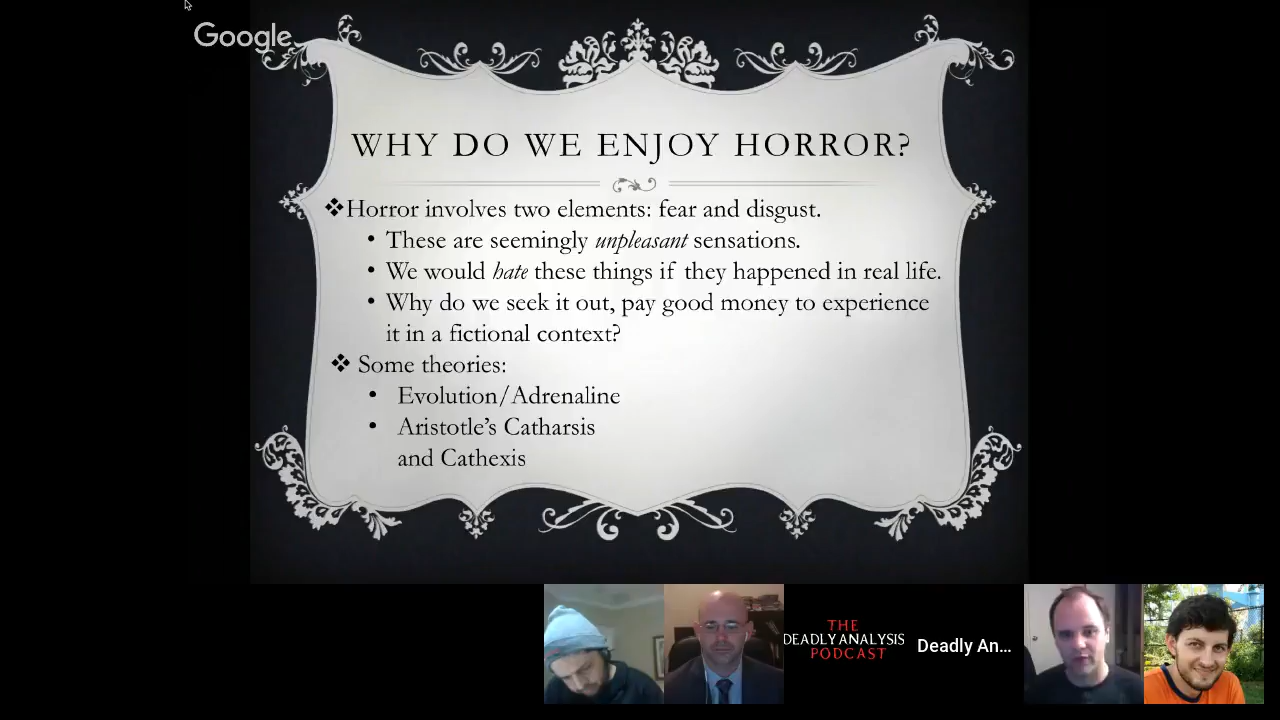 Google
WHY DO WE ENJOY HORROR?
❖Horror involves two elements: fear and disgust.
• These are seemingly unpleasant sensations.
• We would hate these things if they happened in real life.
• Why do we seek it out, pay good money to experience
it in a fictional context?
❖ Some theories:
• Evolution/Adrenaline
• Aristotle’s Catharsis
and Cathexis
THE
DEADLY ANALYSIS
PODCAST
Deadly An...